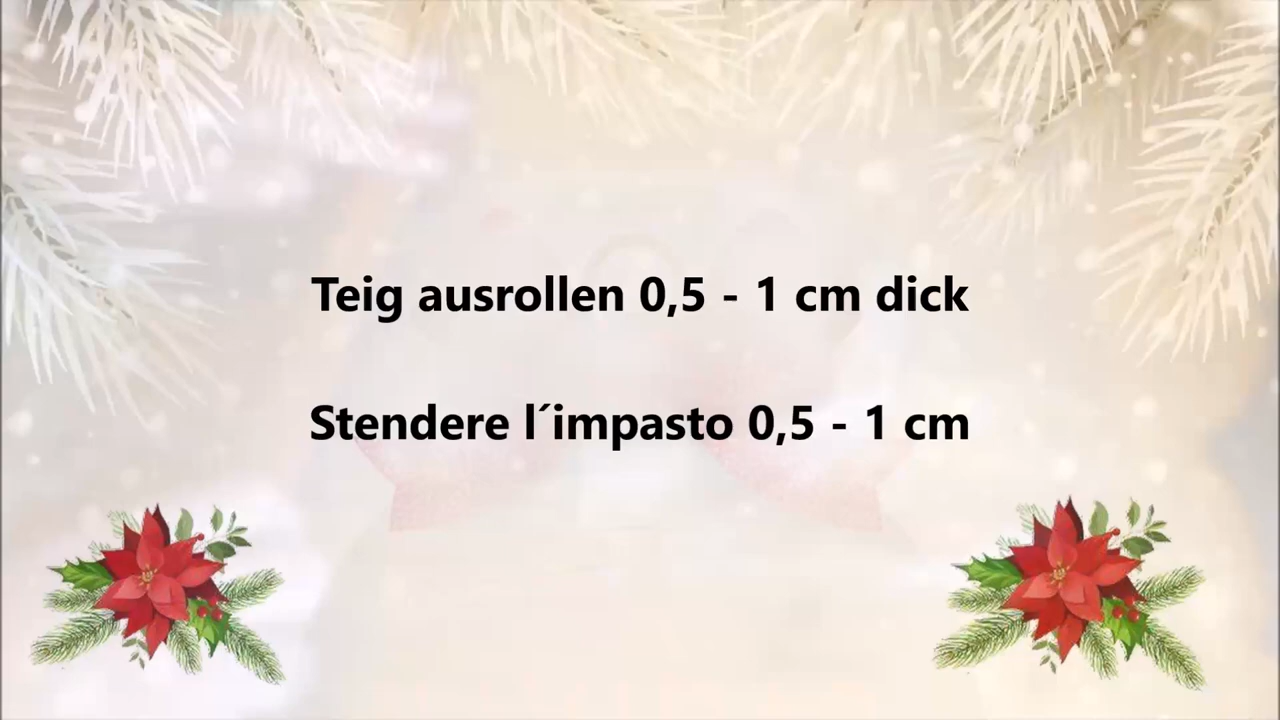 Teig ausrollen 0,5 - 1 cm dick
Stendere l´impasto 0,5 - 1 cm